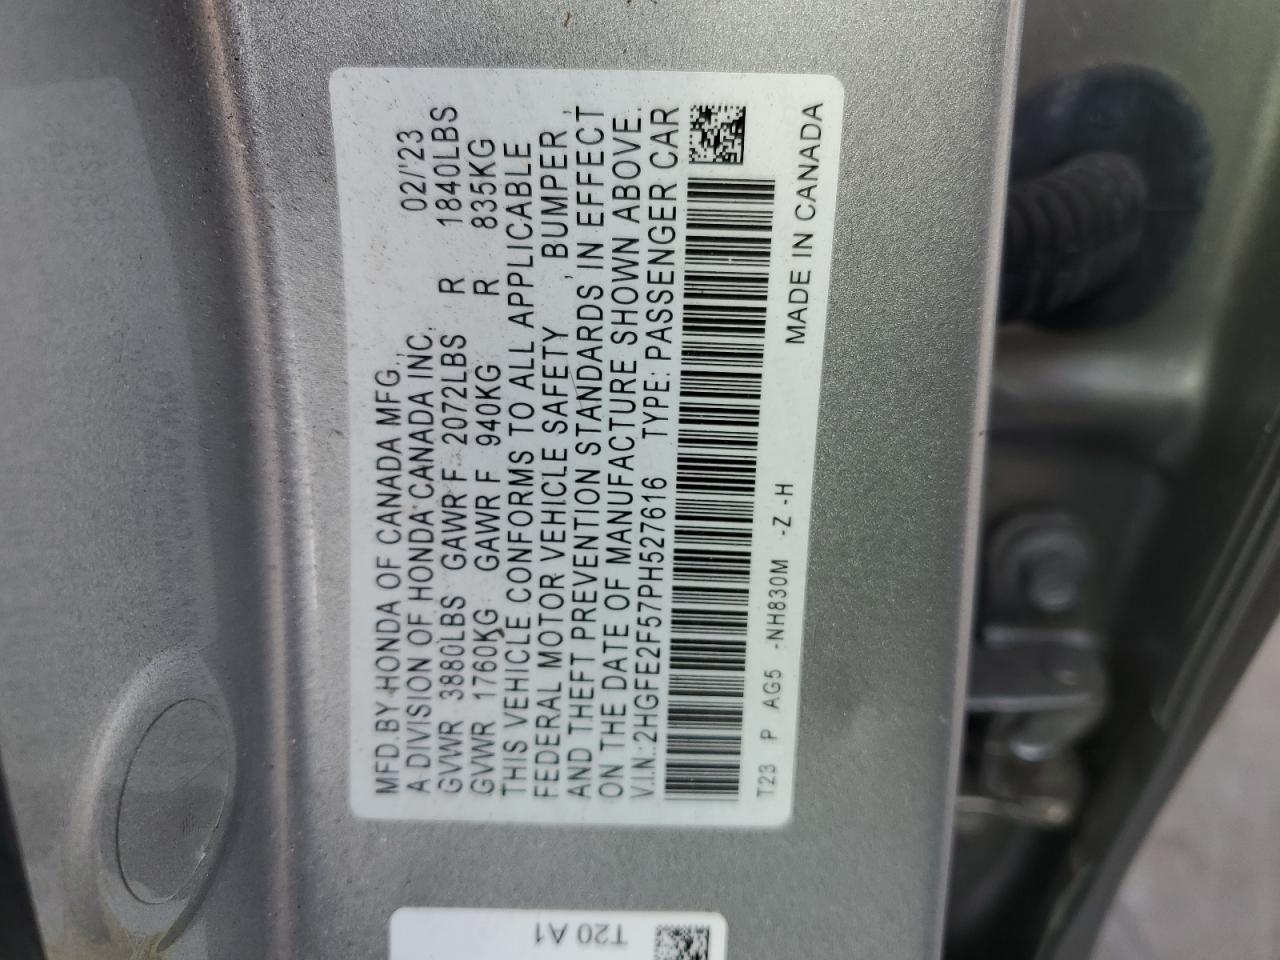 MFD. BY HONDA OF CANADA MFG.,
A DIVISION OF HONDA CANADA INC. 02/'23
GVWR 3880LBS GAWR F 2072LBS R 1840LBS
GVWR 1760KG GAWR F 940KG R 835KG
THIS VEHICLE CONFORMS TO ALL APPLICABLE
FEDERAL MOTOR VEHICLE SAFETY , BUMPER ,
AND THEFT PREVENTION STANDARDS IN EFFECT
ON THE DATE OF MANUFACTURE SHOWN ABOVE.
V.I.N.: 2HGFE2F57PH527616 TYPE: PASSENGER CAR
T23 P AG5 -NH830M -Z -H MADE IN CANADA
T20 A1